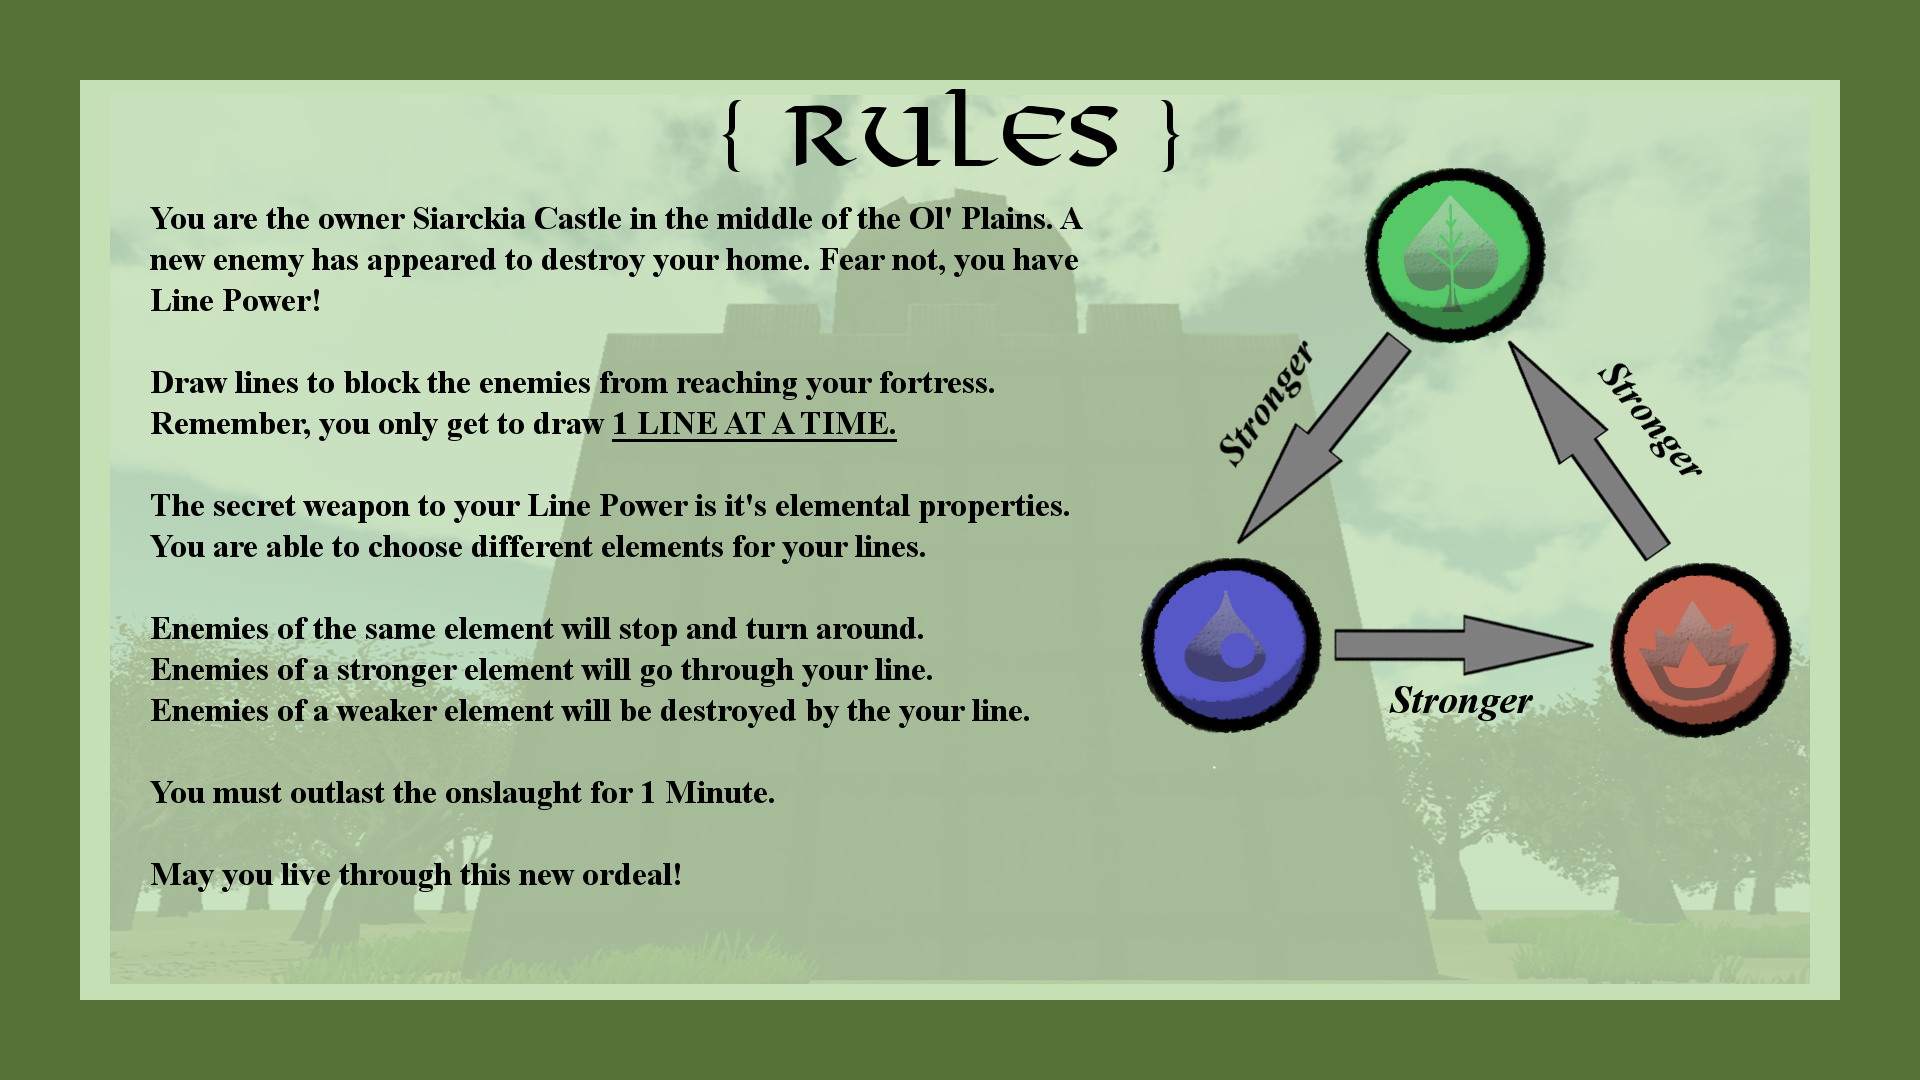 { RULES }
You are the owner Siarckia Castle in the middle of the Ol' Plains. A
new enemy has appeared to destroy your home. Fear not, you have
Line Power!
Draw lines to block the enemies from reaching your fortress.
Remember, you only get to draw 1 LINE AT A TIME.
The secret weapon to your Line Power is it's elemental properties.
You are able to choose different elements for your lines.
Enemies of the same element will stop and turn around.
Enemies of a stronger element will go through your line.
Enemies of a weaker element will be destroyed by the your line.
You must outlast the onslaught for 1 Minute.
May you live through this new ordeal!
Stronger
Stronger
Stronger